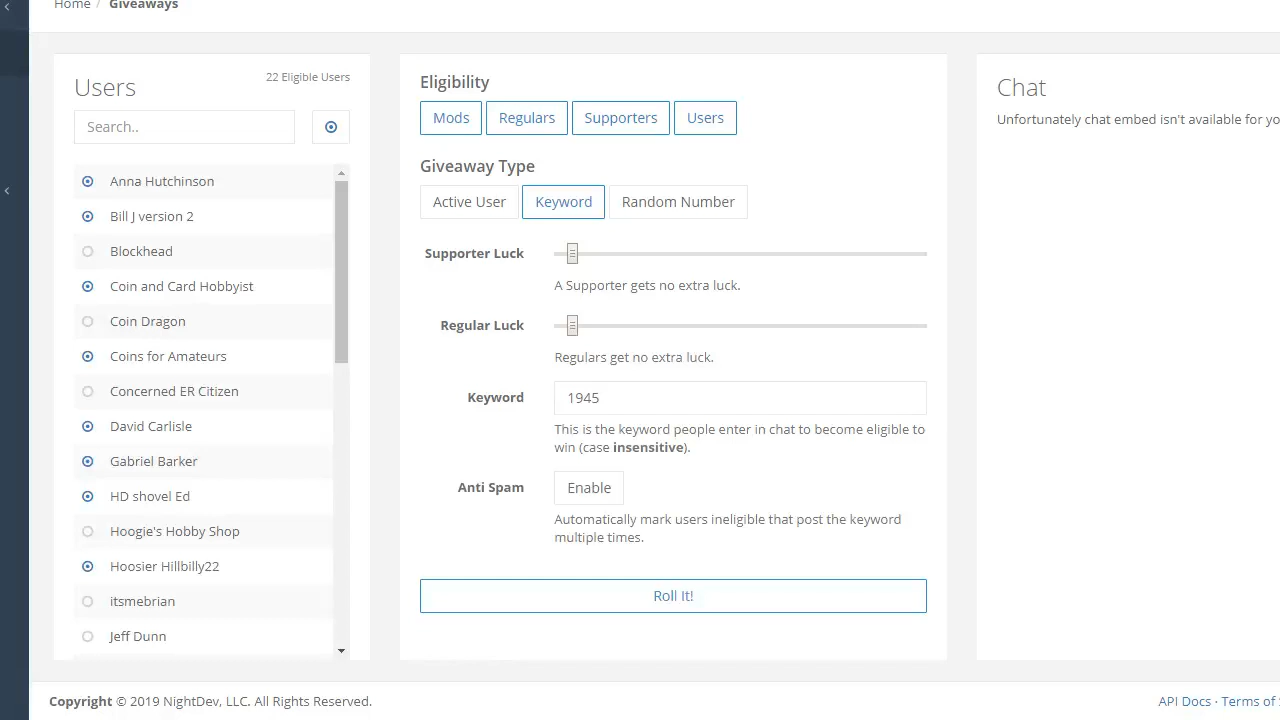 Home / Giveaways
Users
22 Eligible Users
Search..
Anna Hutchinson
Bill J version 2
Blockhead
Coin and Card Hobbyist
Coin Dragon
Coins for Amateurs
Concerned ER Citizen
David Carlisle
Gabriel Barker
HD shovel Ed
Hoogie's Hobby Shop
Hoosier Hillbilly22
itsmebrian
Jeff Dunn
Eligibility
Mods Regulars Supporters Users
Giveaway Type
Active User Keyword Random Number
Supporter Luck
A Supporter gets no extra luck.
Regular Luck
Regulars get no extra luck.
Keyword 1945
This is the keyword people enter in chat to become eligible to
win (case insensitive).
Anti Spam Enable
Automatically mark users ineligible that post the keyword
multiple times.
Roll It!
Chat
Unfortunately chat embed isn't available for yo
Copyright © 2019 NightDev, LLC. All Rights Reserved.
API Docs · Terms of